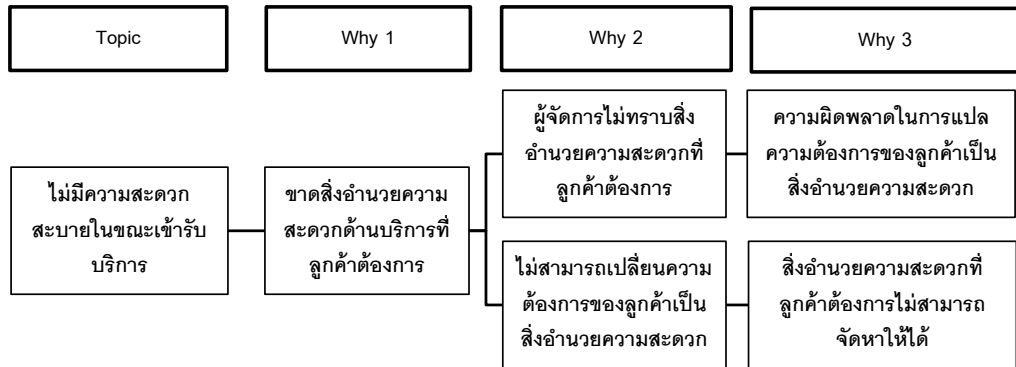 Topic
Why 1
Why 2
Why 3
ไม่มีความสะดวก
สะบายในขณะเข้ารับ
บริการ
ขาดสิ่งอำนวยความ
สะดวกด้านบริการที่
ลูกค้าต้องการ
ผู้จัดการไม่ทราบสิ่ง
อำนวยความสะดวกที่
ลูกค้าต้องการ
ความผิดพลาดในการแปล
ความต้องการของลูกค้าเป็น
สิ่งอำนวยความสะดวก
ไม่สามารถเปลี่ยนความ
ต้องการของลูกค้าเป็น
สิ่งอำนวยความสะดวก
สิ่งอำนวยความสะดวกที่
ลูกค้าต้องการไม่สามารถ
จัดหาให้ได้